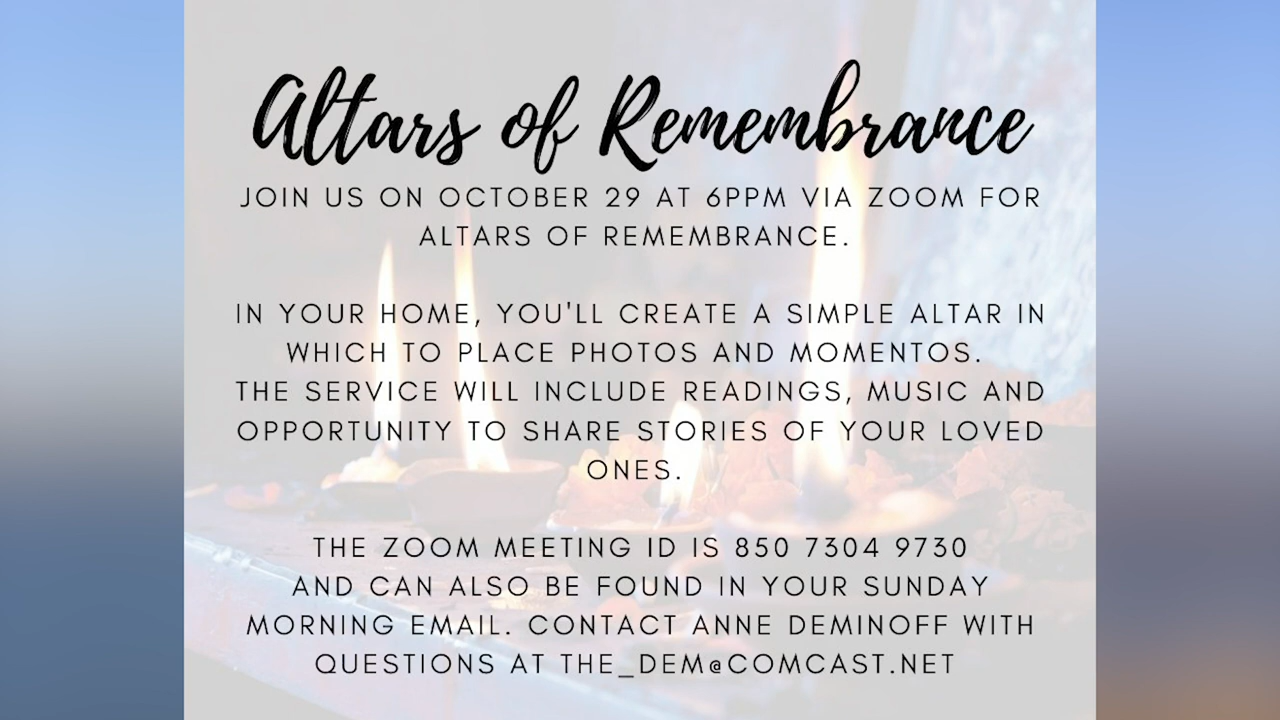 Altars of Remembrance
JOIN US ON OCTOBER 29 AT 6PPM VIA ZOOM FOR
ALTARS OF REMEMBRANCE.
IN YOUR HOME, YOU'LL CREATE A SIMPLE ALTAR IN
WHICH TO PLACE PHOTOS AND MOMENTOS.
THE SERVICE WILL INCLUDE READINGS, MUSIC AND
OPPORTUNITY TO SHARE STORIES OF YOUR LOVED
ONES.
THE ZOOM MEETING ID IS 850 7304 9730
AND CAN ALSO BE FOUND IN YOUR SUNDAY
MORNING EMAIL. CONTACT ANNE DEMINOFF WITH
QUESTIONS AT THE_DEM@COMCAST.NET